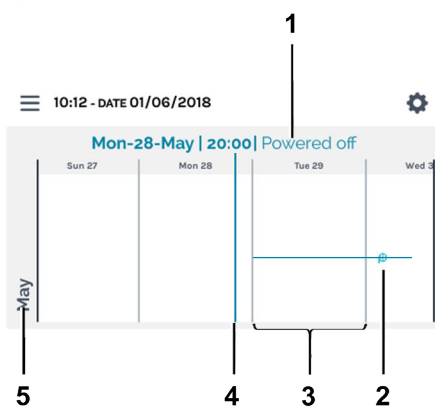 1
10:12 - DATE 01/06/2018
Mon-28-May | 20:00| Powered off
Sun 27 Mon 28 Tue 29 Wed 3
May
5 4 3 2